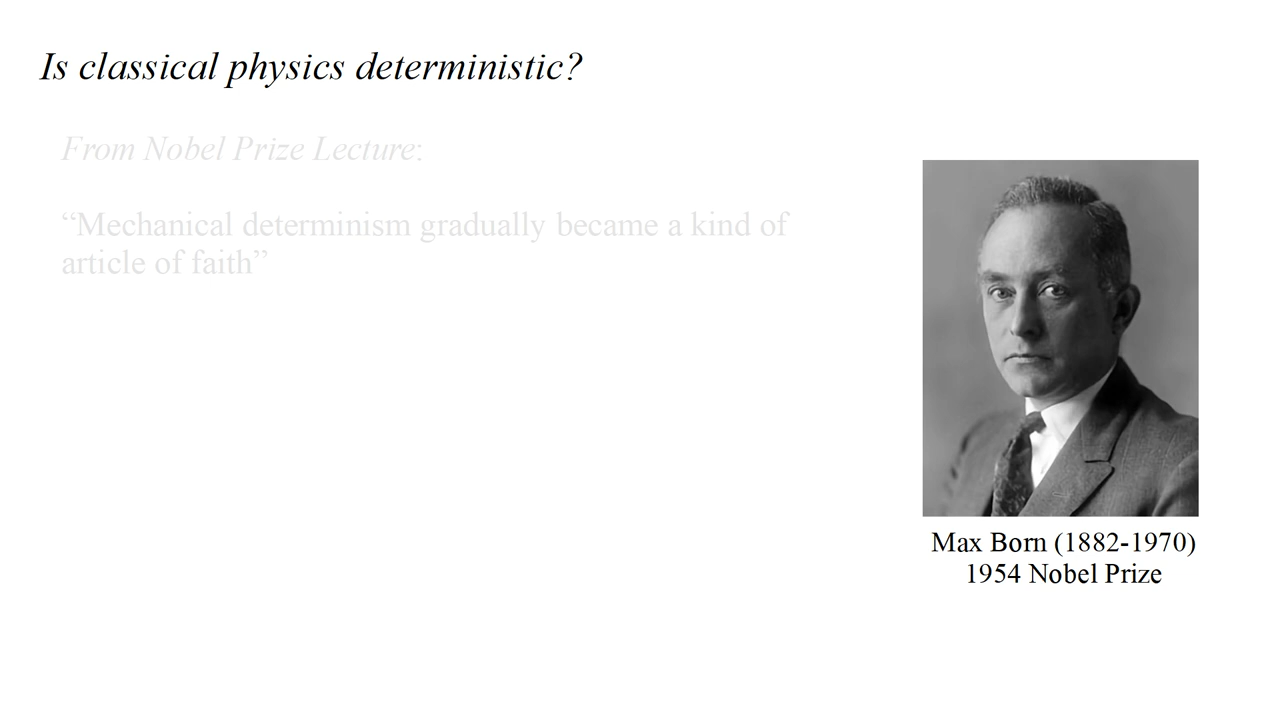 Is classical physics deterministic?
From Nobel Prize Lecture:
“Mechanical determinism gradually became a kind of
article of faith”
Max Born (1882-1970)
1954 Nobel Prize